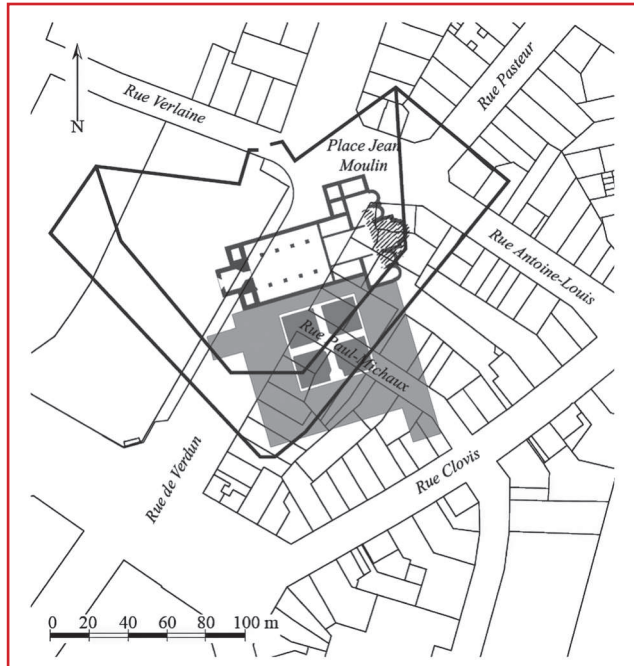 Rue Pasteur
Rue Verlaine
N
Place Jean
Moulin
Rue Antoine-Louis
Rue Paul-Michaux
Rue Clovis
Rue de Verdun
0 20 40 60 80 100 m